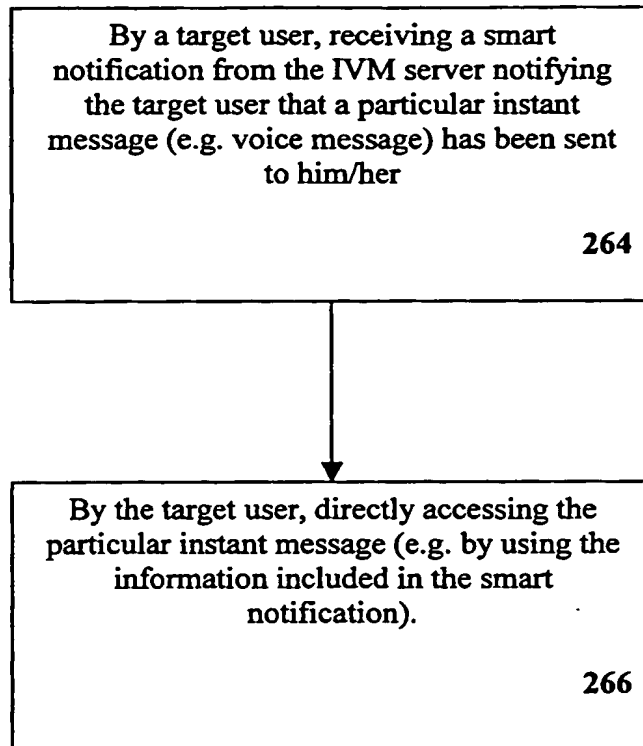 By a target user, receiving a smart
notification from the IVM server notifying
the target user that a particular instant
message (e.g. voice message) has been sent
to him/her
264
By the target user, directly accessing the
particular instant message (e.g. by using the
information included in the smart
notification).
266